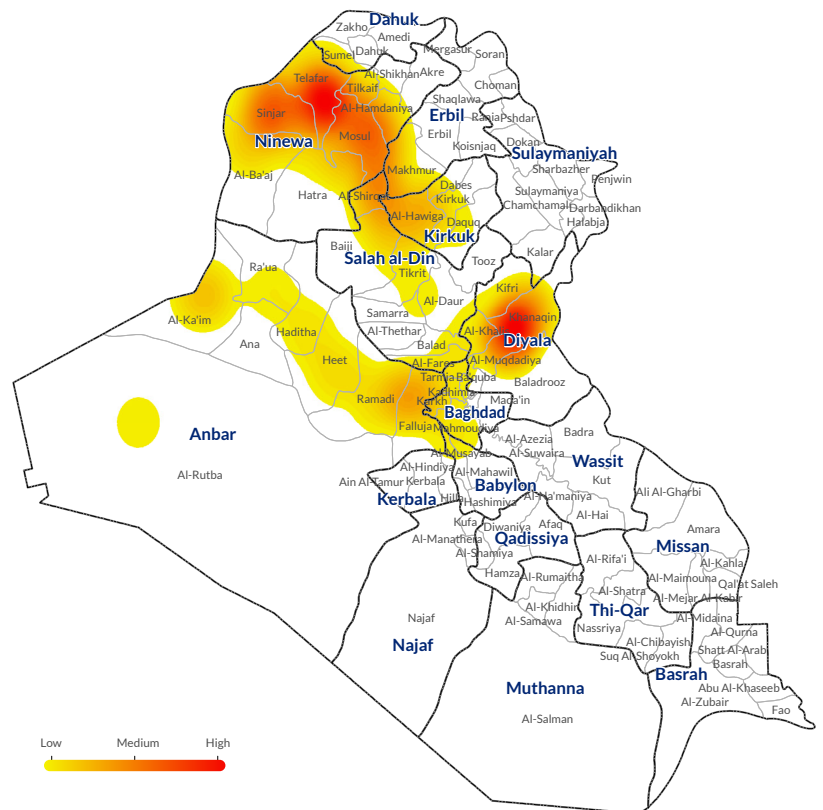 Dahuk
Zakho
Amedi
Sumel
Dahuk
Mergasur
Soran
Al-Shikhan
Akre
Telafar
Tilkaif
Choman
Shaqlawa
Al-Hamdaniya
Sinjar
Erbil
Rania
Pshdar
Mosul
Erbil
Ninewa
Dokan
Koisnjaq
Sulaymaniyah
Sharbazher
Makhmur
Al-Ba'aj
Penjwin
Dabes
Hatra
Al-Shirqat
Kirkuk
Sulaymaniya
Chamchamal
Darbandikhan
Al-Hawiga
Daquq
Halabja
Kirkuk
Baiji
Salah al-Din
Kalar
Tooz
Ra'ua
Tikrit
Kifri
Al-Daur
Al-Ka'im
Samarra
Khanaqin
Haditha
Al-Thethar
Al-Khalis
Ana
Balad
Diyala
Heet
Al-Fares
Al-Muqdadiya
Tarmia
Ba'quba
Baladrooz
Kadhimia
Ramadi
Karkh
Mada'in
Baghdad
Falluja
Mahmoudiya
Anbar
Badra
Al-Azezia
Al-Musayab
Al-Suwaira
Wassit
Al-Hindiya
Al-Mahawil
Al-Rutba
Ain Al-Tamur
Kerbala
Babylon
Kut
Ali Al-Gharbi
Kerbala
Hilla
Hashimiya
Al-Na'maniya
Al-Hai
Kufa
Diwaniya
Afaq
Amara
Al-Manathera
Qadissiya
Missan
Al-Shamiya
Al-Rifa'i
Al-Kahla
Hamza
Al-Rumaitha
Al-Maimouna
Qal'at Saleh
Al-Shatra
Al-Mejar Al-Kabir
Al-Khidhir
Thi-Qar
Najaf
Al-Samawa
Al-Midaina
Nassriya
Al-Qurna
Najaf
Al-Chibayish
Shatt Al-Arab
Suq Al-Shoyokh
Basrah
Basrah
Muthanna
Abu Al-Khaseeb
Al-Zubair
Fao
Al-Salman
Low
Medium
High